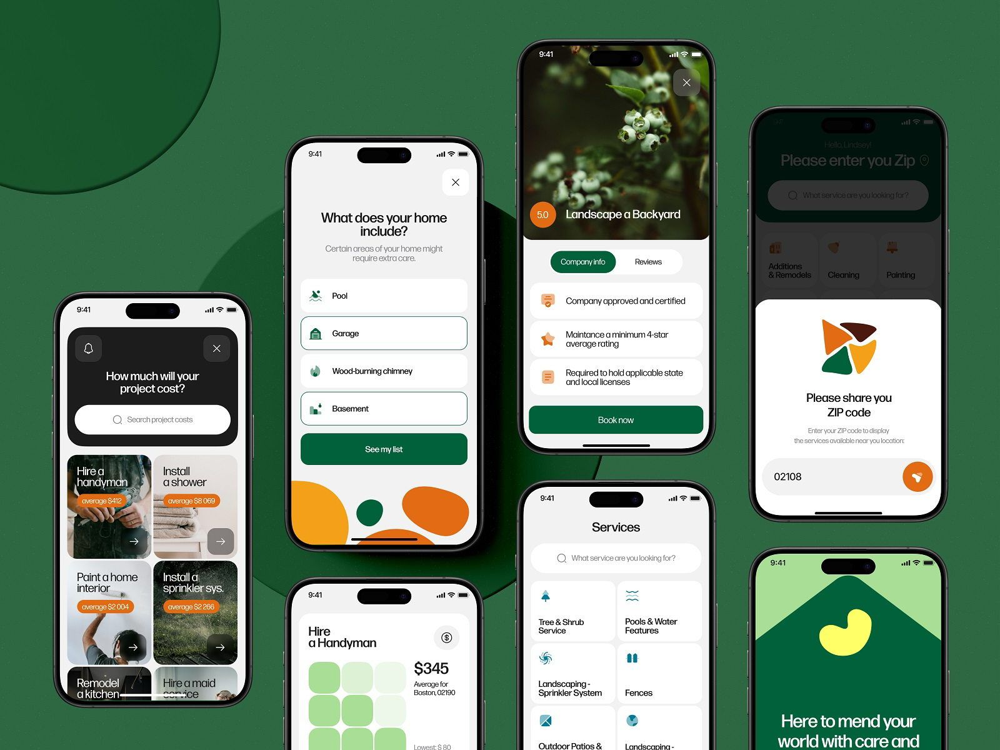 9:41
How much will your
project cost?
Search project costs
Hire a
handyman
average $412
Install
a shower
average $8 069
Paint a home
interior
average $2 004
Install a
sprinkler sys.
average $2 266
Remodel
a kitchen
Hire a maid
service
9:41
What does your home
include?
Certain areas of your home might
require extra care.
Pool
Garage
Wood-burning chimney
Basement
See my list
9:41
Hire
a Handyman
$345
Average for
Boston, 02190
Lowest: $ 80
9:41
5.0
Landscape a Backyard
Company info
Reviews
Company approved and certified
Maintance a minimum 4-star
average rating
Required to hold applicable state
and local licenses
Book now
9:41
Services
What service are you looking for?
Tree & Shrub
Service
Pools & Water
Features
Landscaping -
Sprinkler System
Fences
Outdoor Patios &
Landscaping -
Hello, Lindsey!
Please enter you Zip
What service are you looking for?
Additions
& Remodels
Cleaning
Painting
Please share you
ZIP code
Enter your ZIP code to display
the services available near you location:
02108
9:41
Here to mend your
world with care and